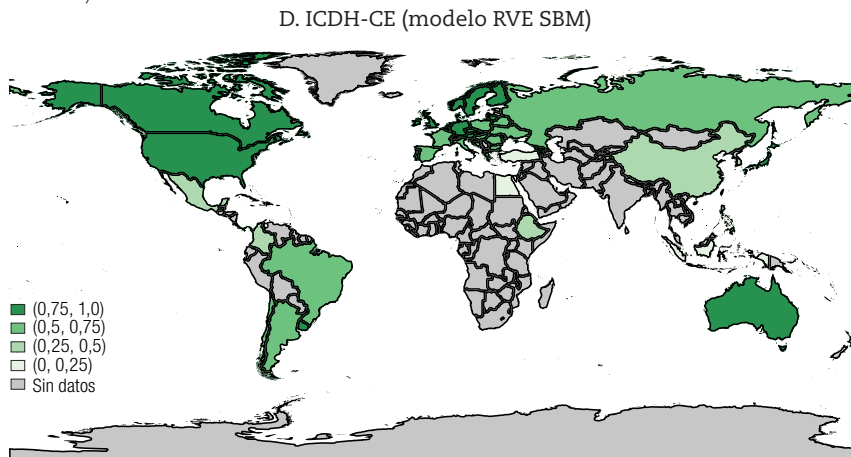 D. ICDH-CE (modelo RVE SBM)
(0,75, 1,0)
(0,5, 0,75)
(0,25, 0,5)
(0, 0,25)
Sin datos